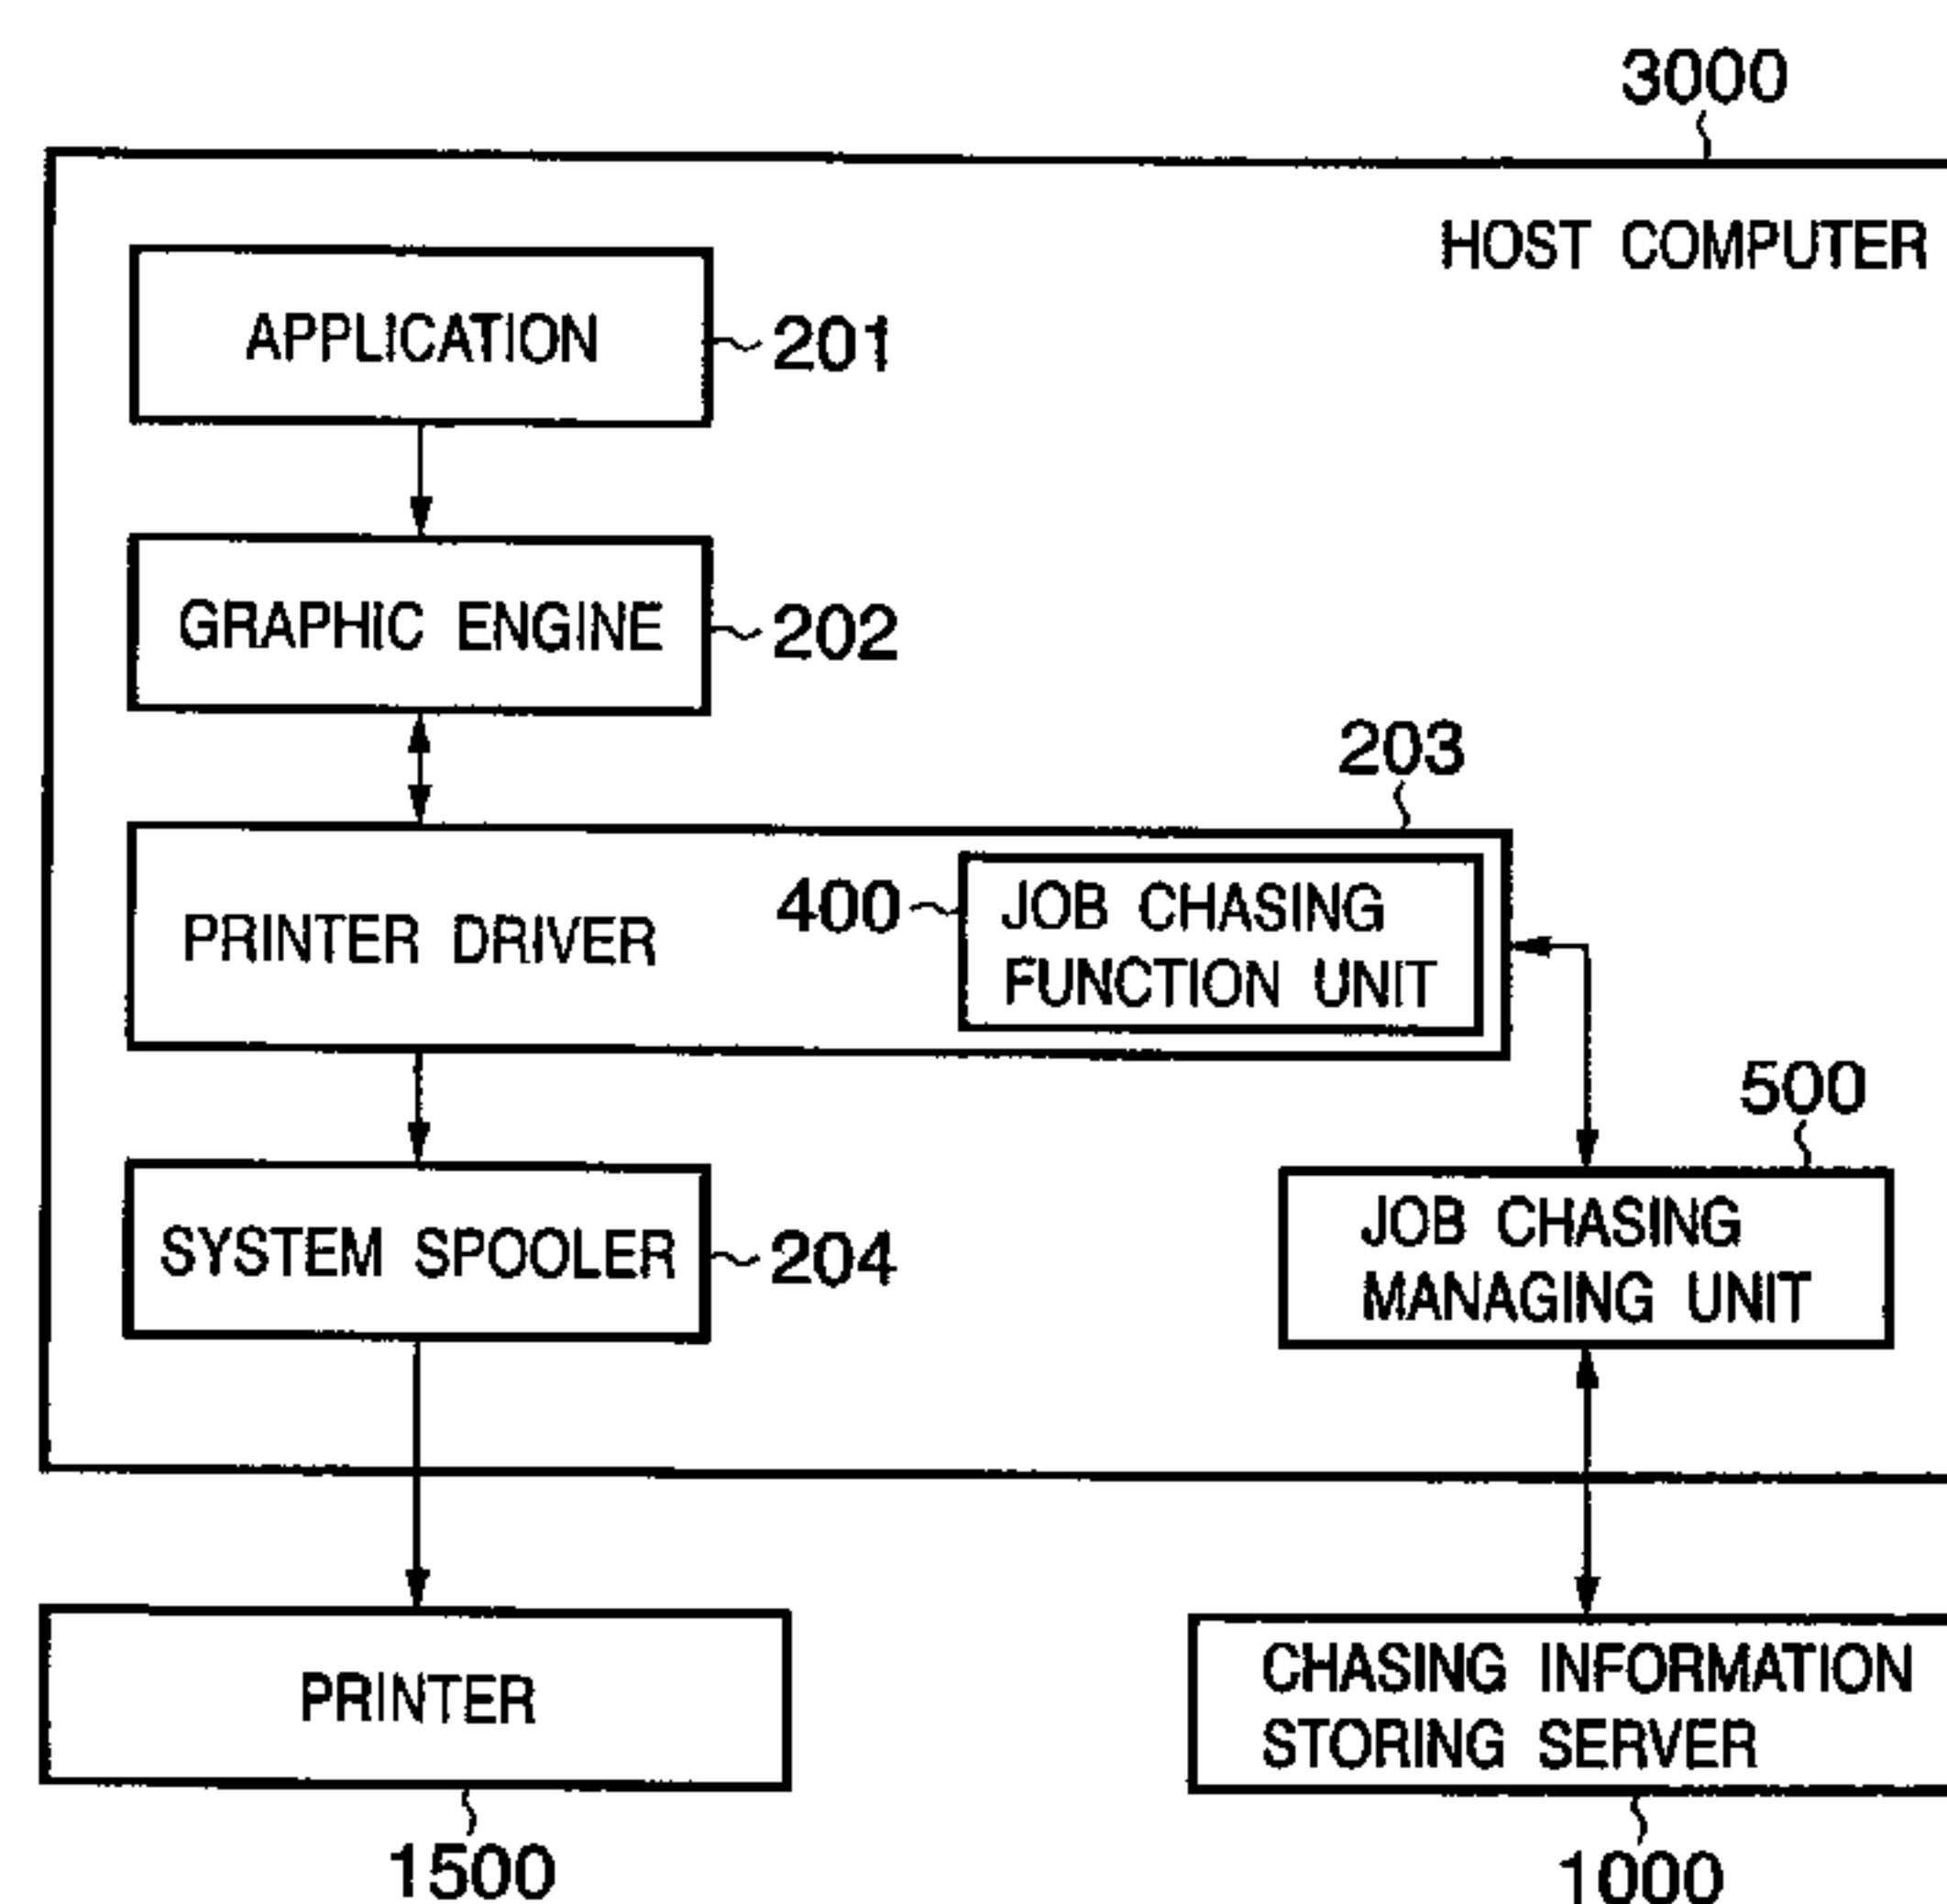 3000
HOST COMPUTER
APPLICATION
201
GRAPHIC ENGINE
202
203
PRINTER DRIVER
400
JOB CHASING
FUNCTION UNIT
500
SYSTEM SPOOLER
204
JOB CHASING
MANAGING UNIT
PRINTER
CHASING INFORMATION
STORING SERVER
1500
1000